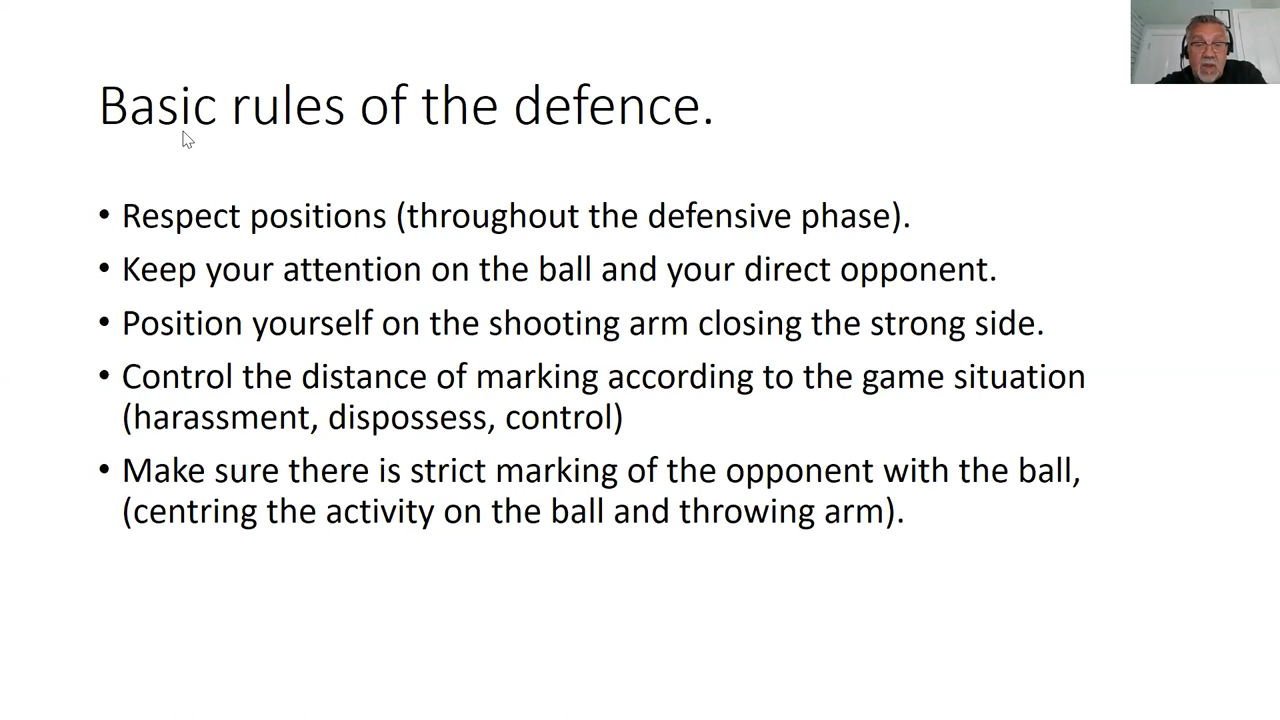 Basic rules of the defence.
• Respect positions (throughout the defensive phase).
• Keep your attention on the ball and your direct opponent.
• Position yourself on the shooting arm closing the strong side.
• Control the distance of marking according to the game situation
(harassment, dispossess, control)
• Make sure there is strict marking of the opponent with the ball,
(centring the activity on the ball and throwing arm).